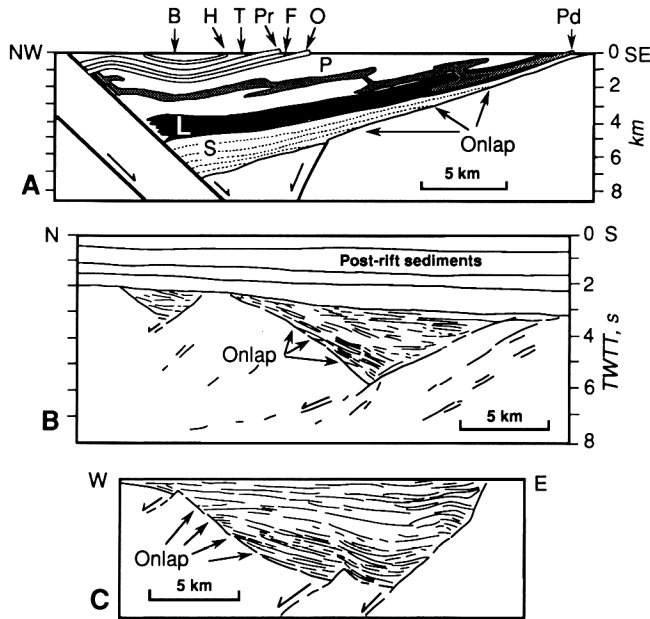 B H T Pr F O Pd
NW 0 SE
P
2
L 4 km
S Onlap
6
A 5 km 8
N 0 S
Post-rift sediments
2
4 TWTT, s
Onlap
6
B 5 km
8
W E
Onlap
5 km
C